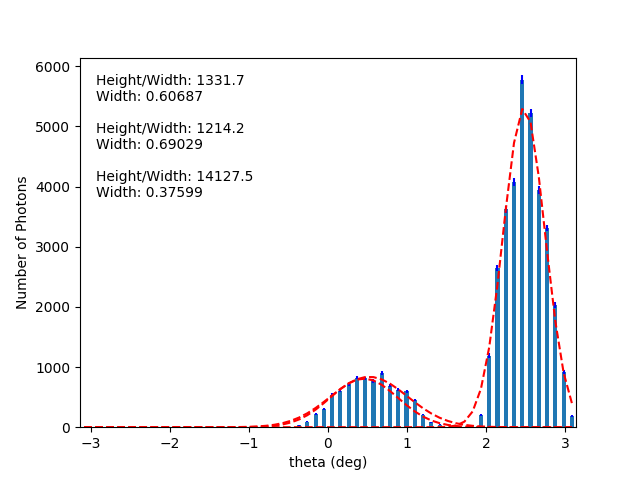 Height/Width: 1331.7
Width: 0.60687
Height/Width: 1214.2
Width: 0.69029
Height/Width: 14127.5
Width: 0.37599
Number of Photons
6000
5000
4000
3000
2000
1000
0
−3 −2 −1 0 1 2 3
theta (deg)